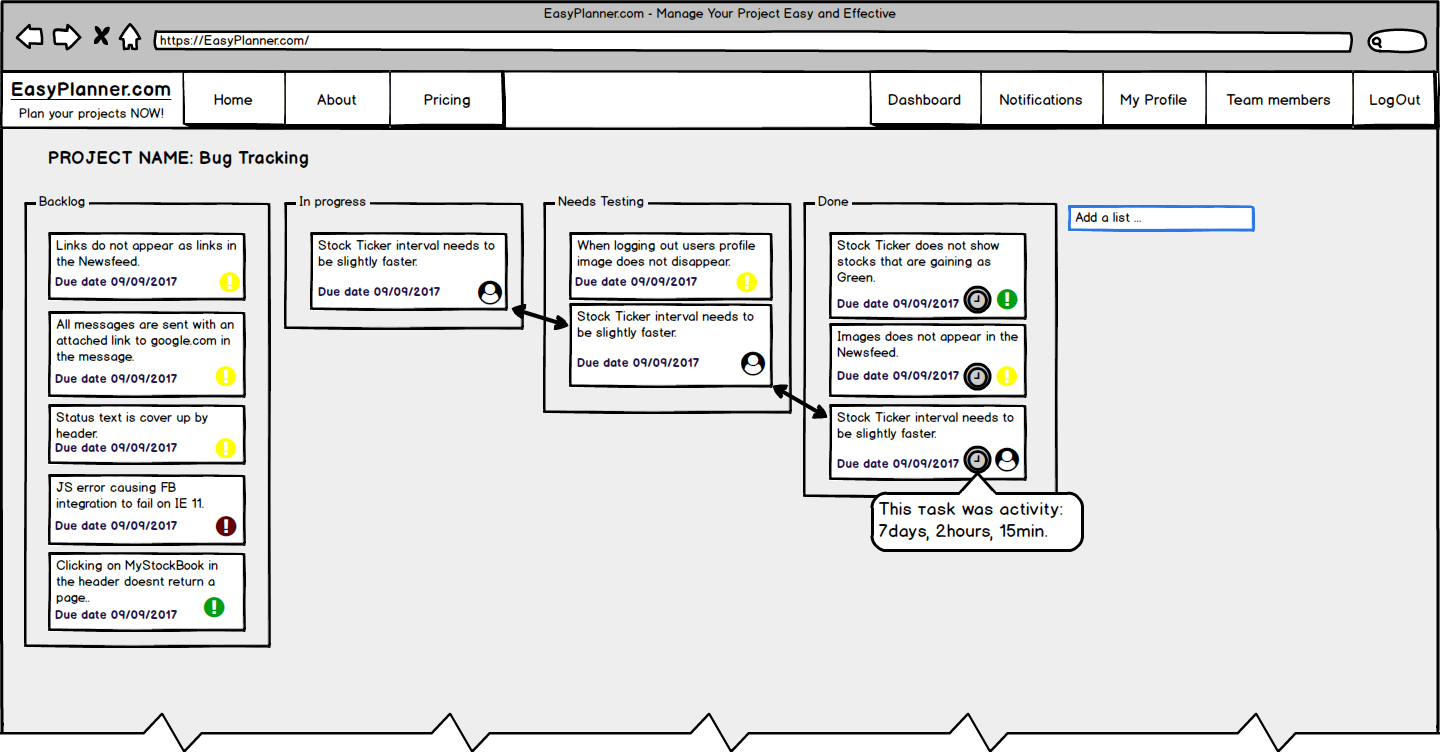 EasyPlanner.com - Manage Your Project Easy and Effective
https://EasyPlanner.com/
EasyPlanner.com
Plan your projects NOW!
Home
About
Pricing
Dashboard
Notifications
My Profile
Team members
LogOut
PROJECT NAME: Bug Tracking
Backlog
Links do not appear as links in
the Newsfeed.
Due date 09/09/2017
All messages are sent with an
attached link to google.com in
the message.
Due date 09/09/2017
Status text is cover up by
header.
Due date 09/09/2017
JS error causing FB
integration to fail on IE 11.
Due date 09/09/2017
Clicking on MyStockBook in
the header doesnt return a
page..
Due date 09/09/2017
In progress
Stock Ticker interval needs to
be slightly faster.
Due date 09/09/2017
Needs Testing
When logging out users profile
image does not disappear.
Due date 09/09/2017
Stock Ticker interval needs to
be slightly faster.
Due date 09/09/2017
Done
Stock Ticker does not show
stocks that are gaining as
Green.
Due date 09/09/2017
Images does not appear in the
Newsfeed.
Due date 09/09/2017
Stock Ticker interval needs to
be slightly faster.
Due date 09/09/2017
This тask was activity:
7days, 2hours, 15min.
Add a list ...